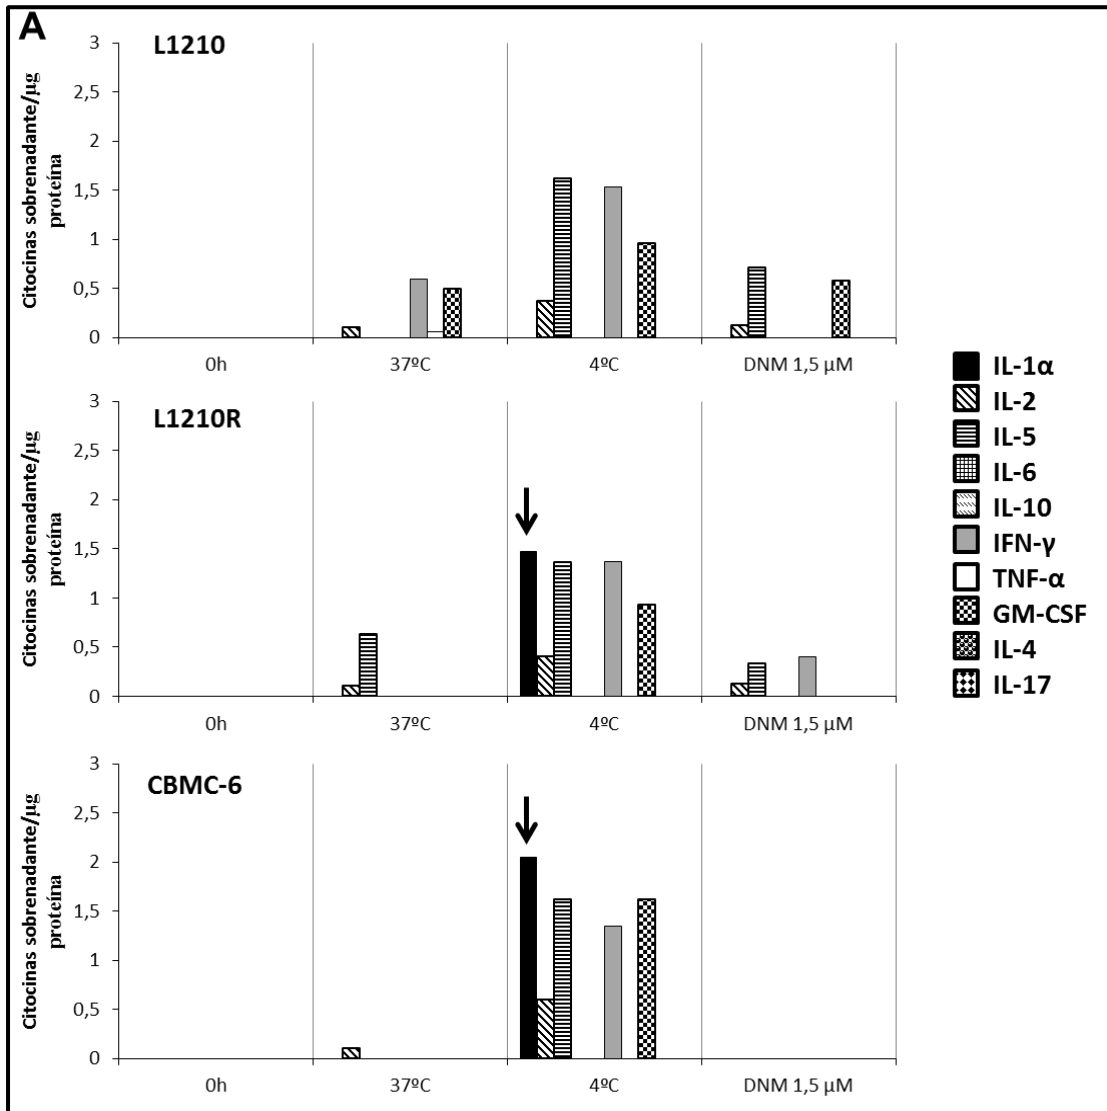 A
L1210
Citocinas sobrenadante/µg
proteína
3
2,5
2
1,5
1
0,5
0
0h
37ºC
4ºC
DNM 1,5 µM
L1210R
Citocinas sobrenadante/µg
proteína
3
2,5
2
1,5
1
0,5
0
0h
37ºC
4ºC
DNM 1,5 µM
CBMC-6
Citocinas sobrenadante/µg
proteína
3
2,5
2
1,5
1
0,5
0
0h
37ºC
4ºC
DNM 1,5 µM
IL-1α
IL-2
IL-5
IL-6
IL-10
IFN-γ
TNF-α
GM-CSF
IL-4
IL-17